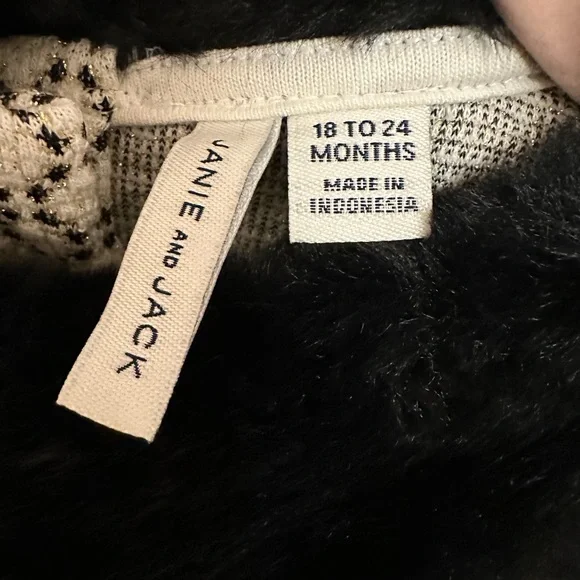 JANIE AND JACK
18 TO 24
MONTHS
MADE IN
INDONESIA